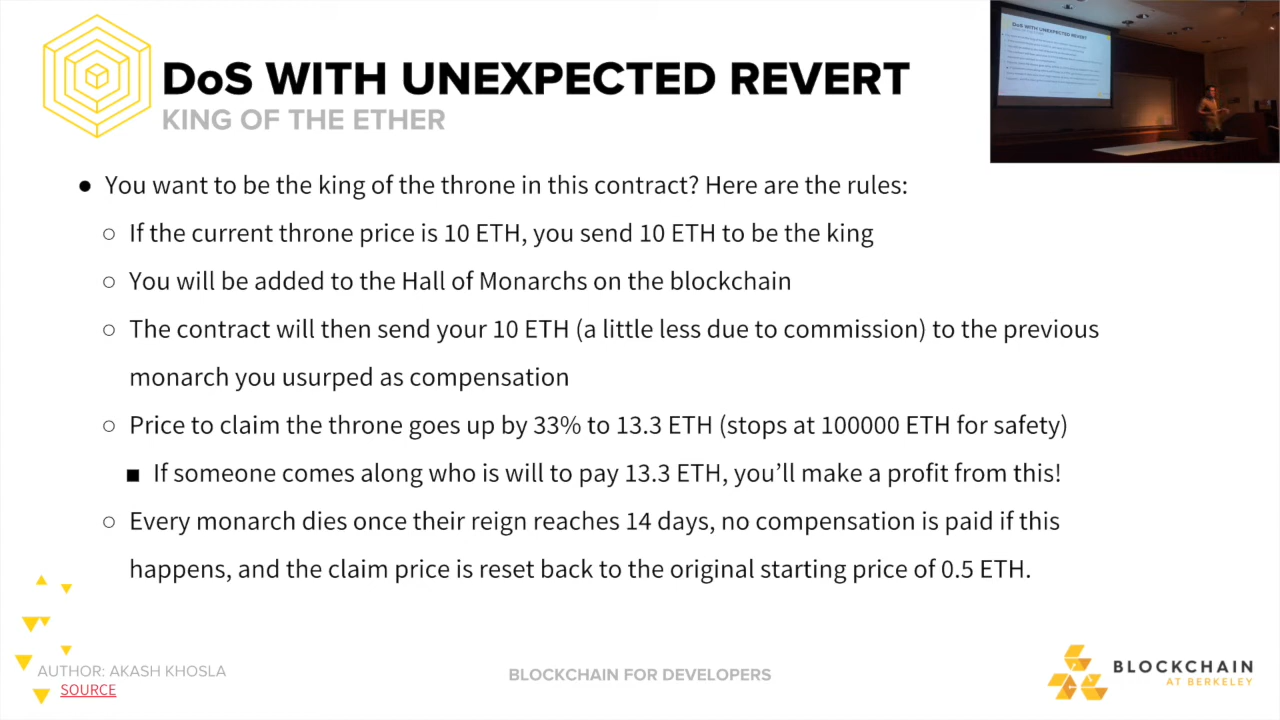 DoS WITH UNEXPECTED REVERT
KING OF THE ETHER
● You want to be the king of the throne in this contract? Here are the rules:
○ If the current throne price is 10 ETH, you send 10 ETH to be the king
○ You will be added to the Hall of Monarchs on the blockchain
○ The contract will then send your 10 ETH (a little less due to commission) to the previous
monarch you usurped as compensation
○ Price to claim the throne goes up by 33% to 13.3 ETH (stops at 100000 ETH for safety)
■ If someone comes along who is will to pay 13.3 ETH, you’ll make a profit from this!
○ Every monarch dies once their reign reaches 14 days, no compensation is paid if this
happens, and the claim price is reset back to the original starting price of 0.5 ETH.
AUTHOR: AKASH KHOSLA
SOURCE
BLOCKCHAIN FOR DEVELOPERS
BLOCKCHAIN
AT BERKELEY
DoS WITH UNEXPECTED REVERT